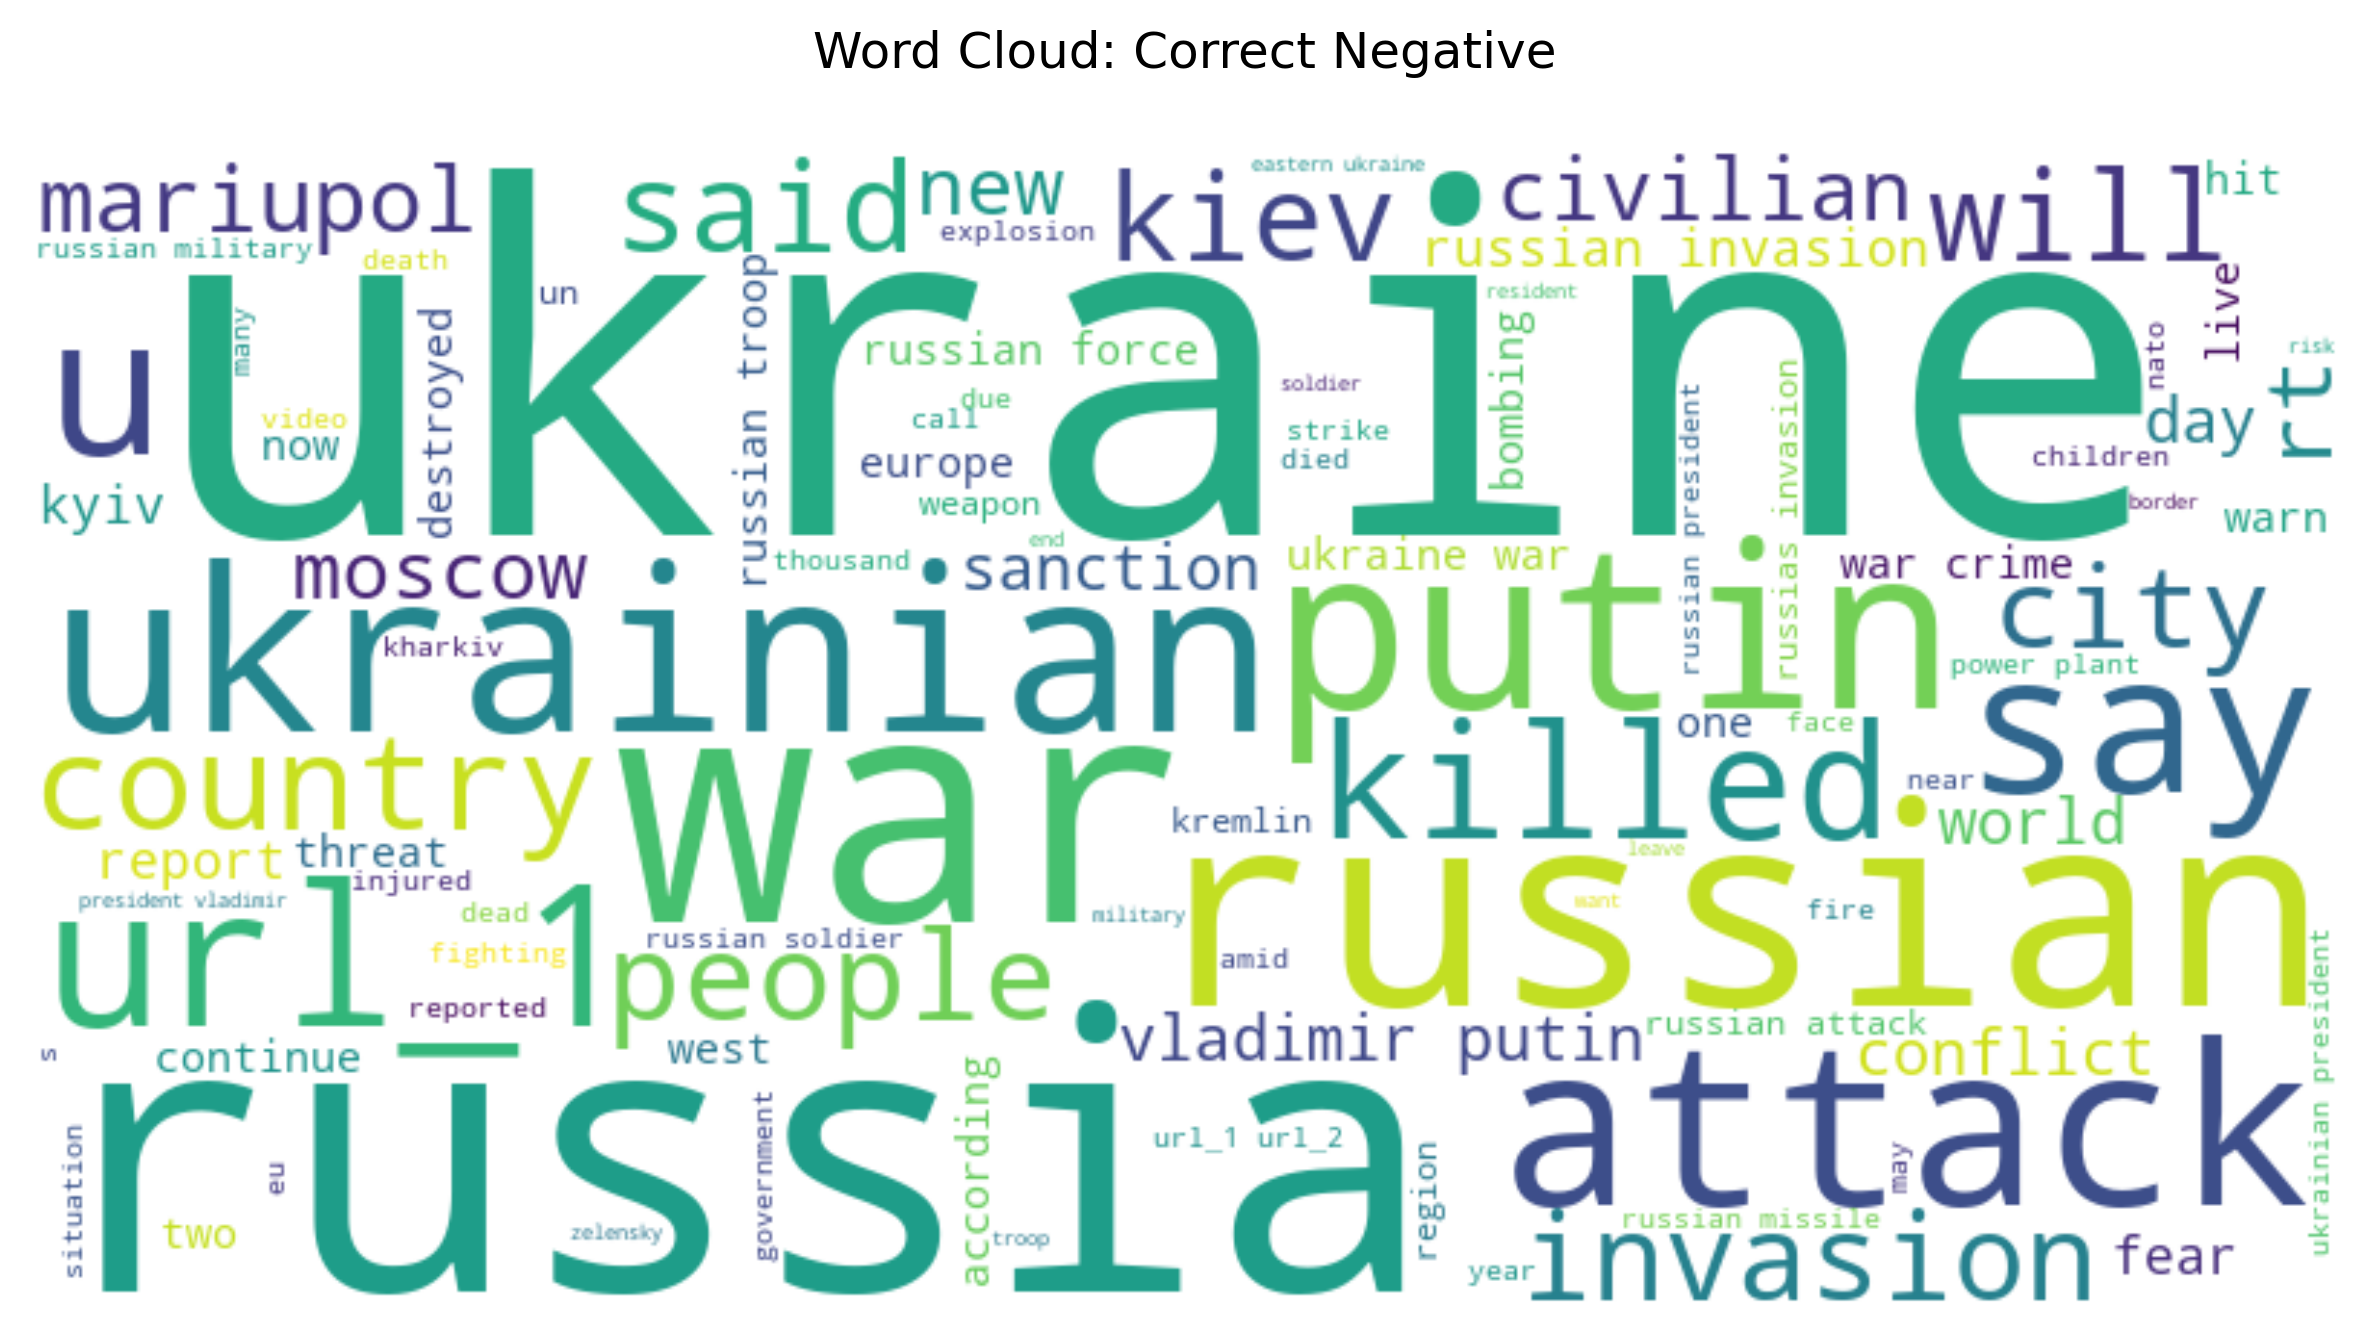 Word Cloud: Correct Negative
mariupol
said
new
kiev
eastern ukraine
civilian
will
hit
russian military
death
explosion
russian invasion
ukraine
un
many
destroyed
russian troop
russian force
resident
bombing
live
nato
risk
rt
u
video
now
due
call
soldier
strike
died
europe
weapon
russian president
russias invasion
day
children
border
warn
kyiv
end
moscow
thousand
sanction
ukraine war
war crime
ukrainian
kharkiv
putin
city
power plant
say
country
war
killed
one
face
near
world
kremlin
report
threat
injured
leave
russian
president vladimir
url_1
dead
fighting
military
want
fire
russian soldier
people
amid
reported
ukrainian president
s
continue
west
vladimir putin
russian attack
conflict
russia
according
government
attack
situation
eu
url_1 url_2
region
may
two
zelensky
troop
russian missile
year
invasion
fear